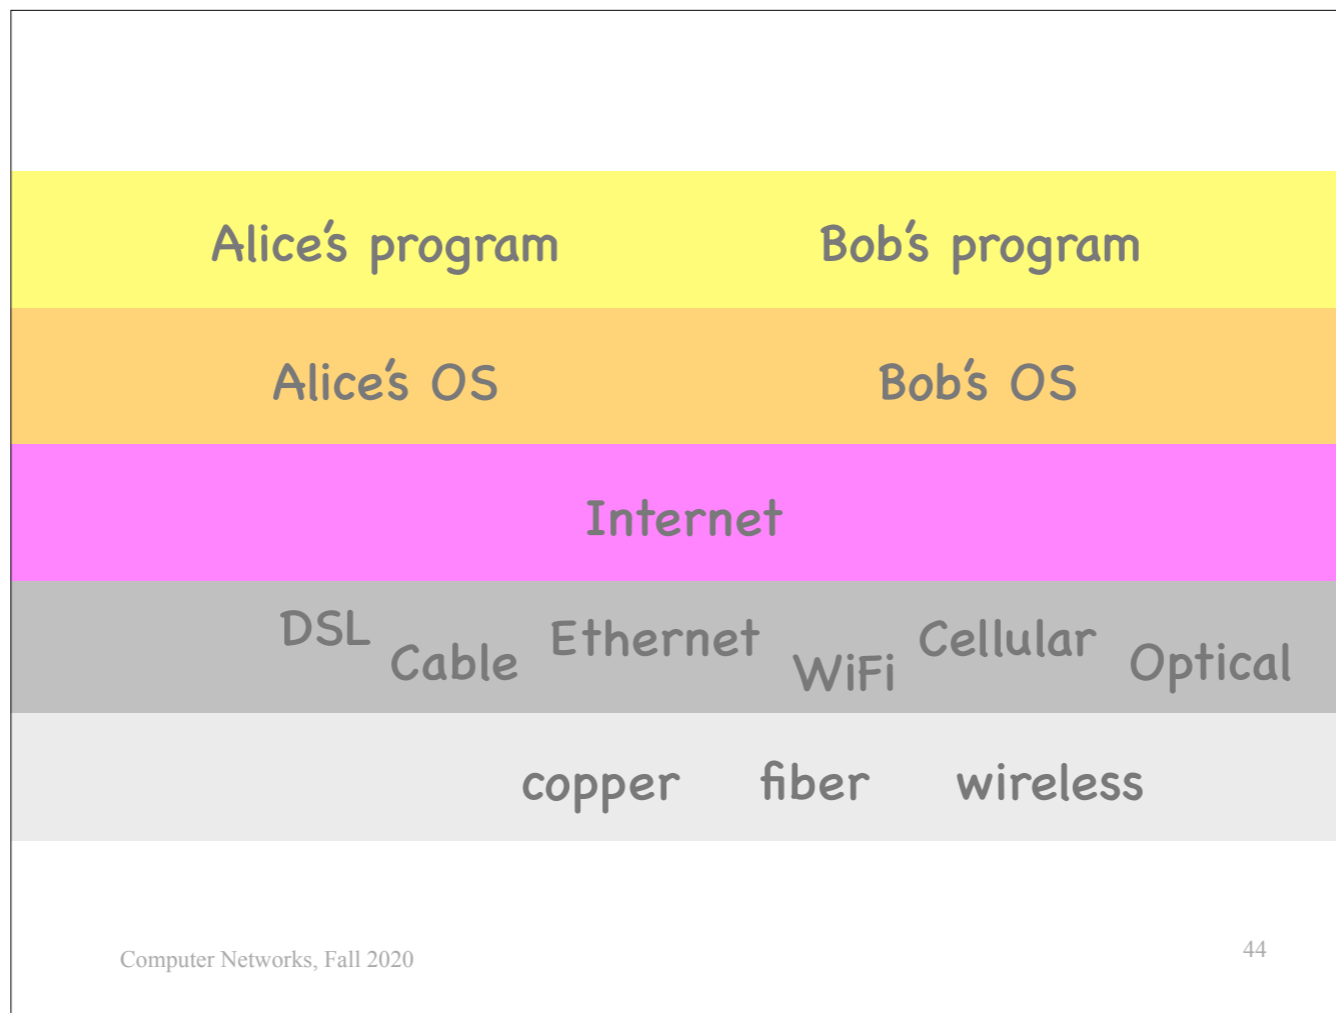 Alice's program Bob's program
Alice's OS Bob's OS
Internet
DSL Cable Ethernet WiFi Cellular Optical
copper fiber wireless
Computer Networks, Fall 2020 44